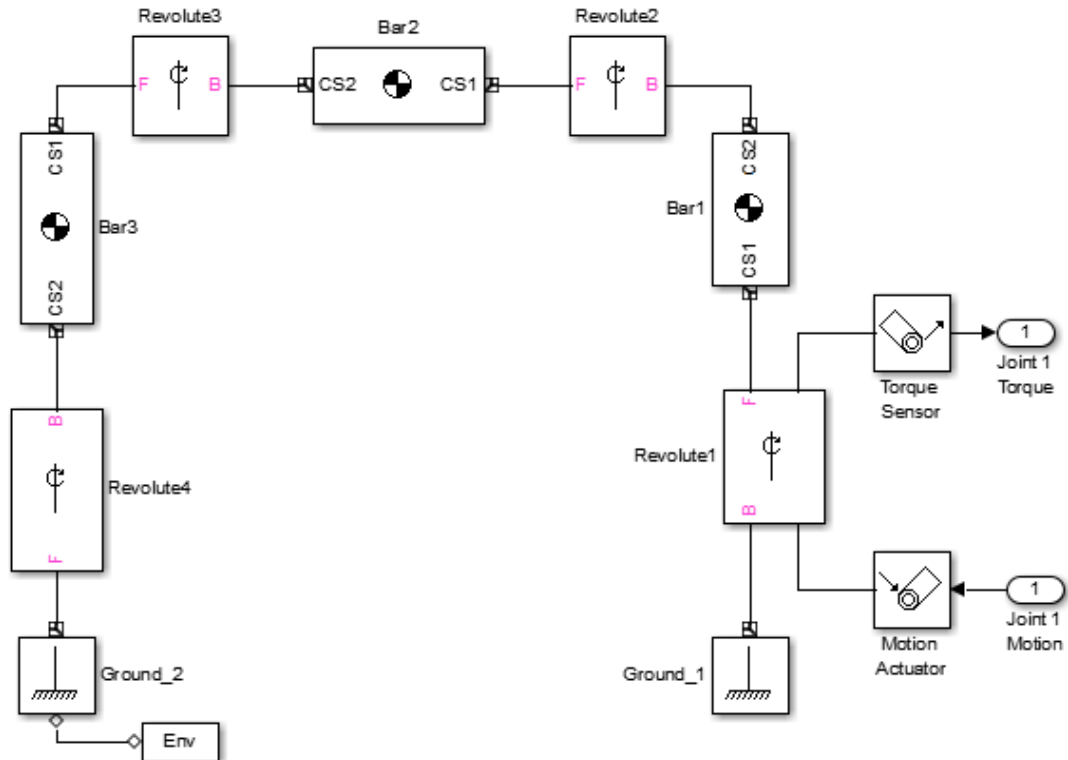 Revolute3
Bar2
Revolute2
F
B
CS2
CS1
F
B
CS1
Bar3
CS2
CS2
Bar1
CS1
B
Revolute4
F
F
Revolute1
B
Torque
Sensor
1
Joint 1
Torque
Motion
Actuator
1
Joint 1
Motion
Ground_2
Ground_1
Env